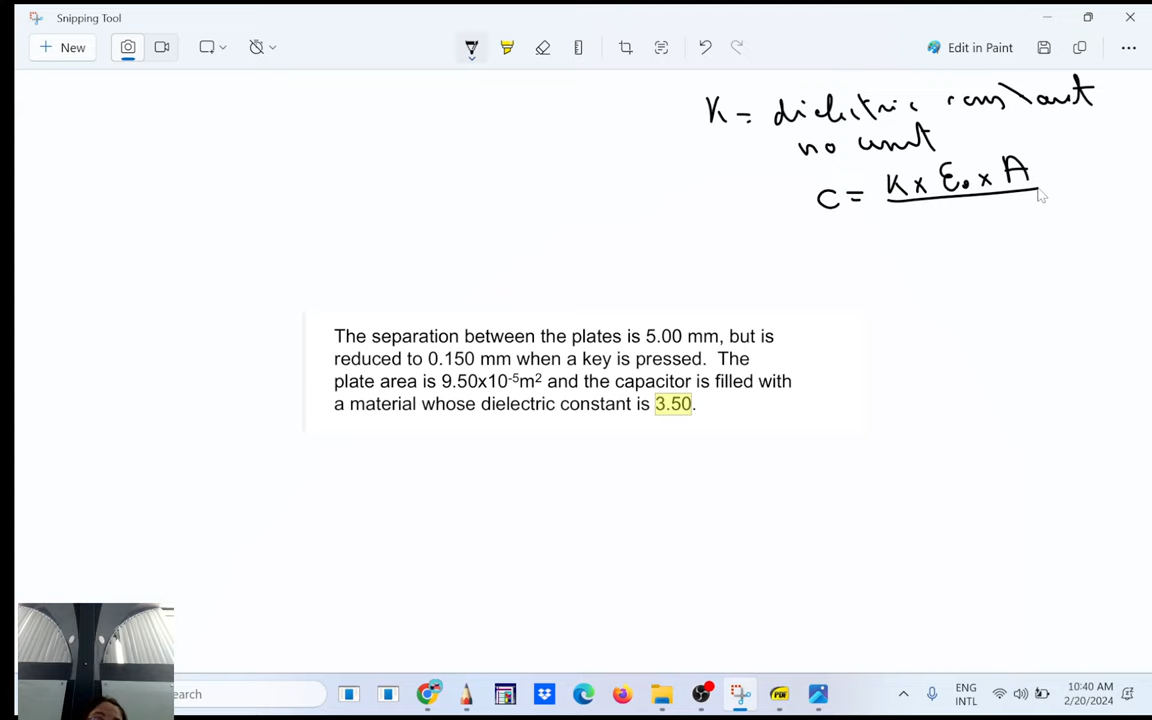 Snipping Tool
New
Edit in Paint
K = dielectric constant
no unit
C = K x ε₀ x A
The separation between the plates is 5.00 mm, but is
reduced to 0.150 mm when a key is pressed. The
plate area is 9.50x10⁻⁵m² and the capacitor is filled with
a material whose dielectric constant is 3.50.
earch
ENG
INTL
10:40 AM
2/20/2024